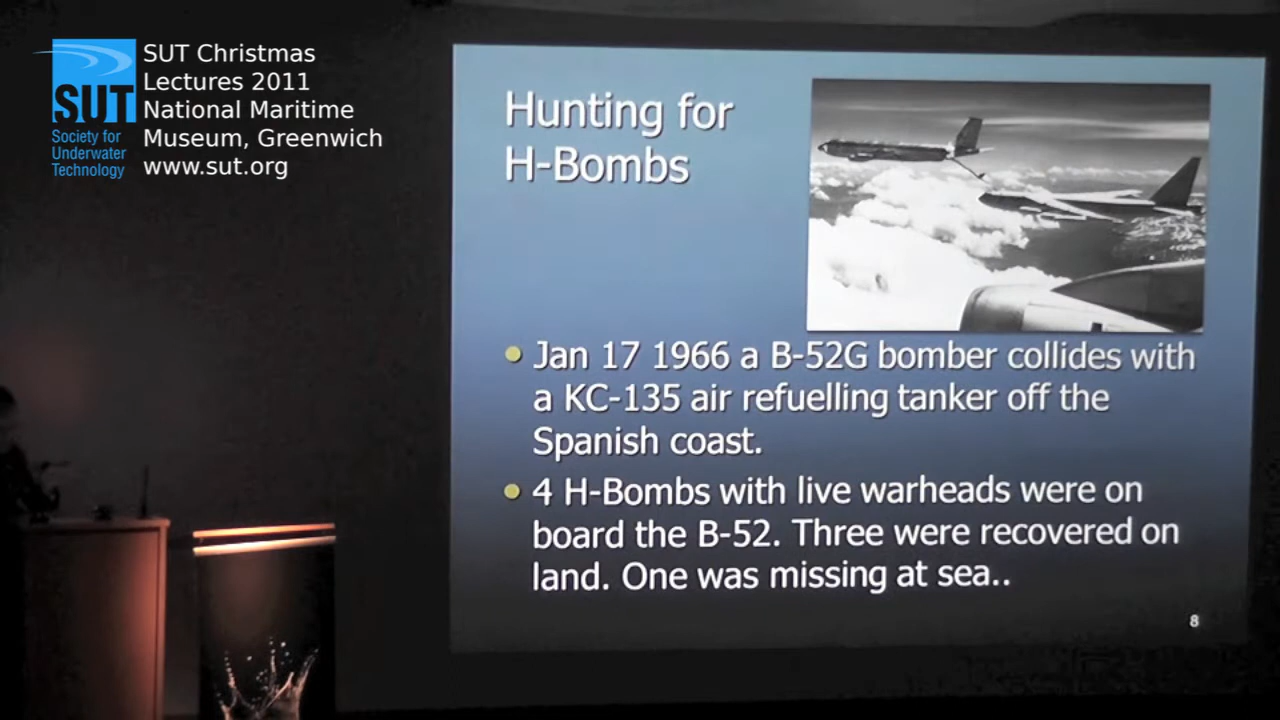 SUT Christmas
Lectures 2011
National Maritime
Museum, Greenwich
www.sut.org
SUT
Society for
Underwater
Technology
Hunting for
H-Bombs
Jan 17 1966 a B-52G bomber collides with
a KC-135 air refuelling tanker off the
Spanish coast.
4 H-Bombs with live warheads were on
board the B-52. Three were recovered on
land. One was missing at sea..
8